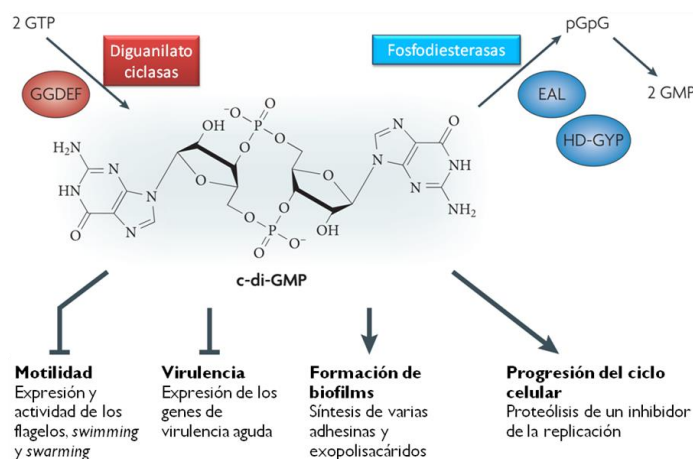 2 GTP
Diguanilato
ciclasas
GGDEF
Fosfodiesterasas
pGpG
EAL
HD-GYP
2 GMP
O
O⁻
P
O
OH
O
O
O
P
O
O⁻
O
O
OH
H₂N
N
N
NH
O
N
N
N
N
N
O
NH
N
NH₂
c-di-GMP
Motilidad
Expresión y
actividad de los
flagelos, swimming
y swarming
Virulencia
Expresión de los
genes de
virulencia aguda
Formación de
biofilms
Síntesis de varias
adhesinas y
exopolisacáridos
Progresión del ciclo
celular
Proteólisis de un inhibidor
de la replicación